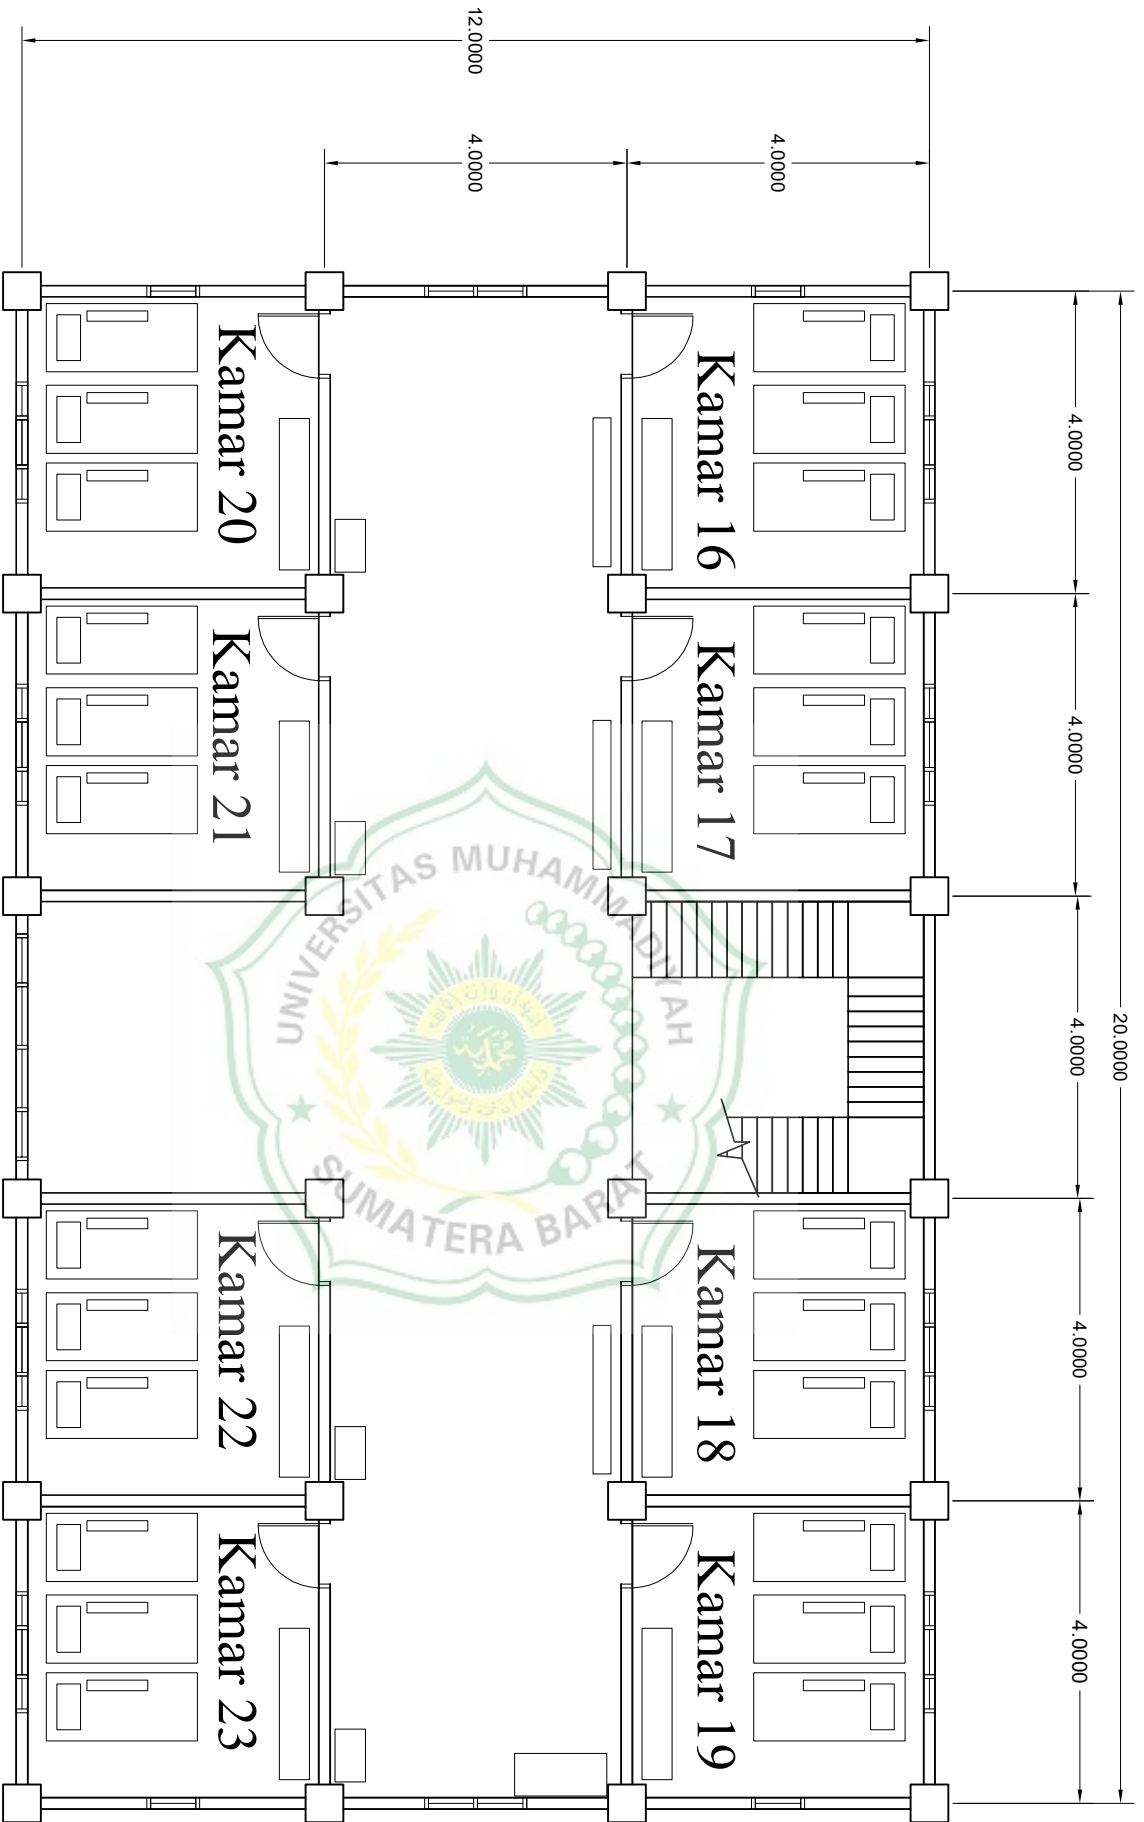 20.0000
4.0000
4.0000
4.0000
4.0000
4.0000
12.0000
4.0000
4.0000
Kamar 16
Kamar 17
Kamar 18
Kamar 19
Kamar 20
Kamar 21
Kamar 22
Kamar 23
UNIVERSITAS MUHAMMADIYAH
SUMATERA BARAT